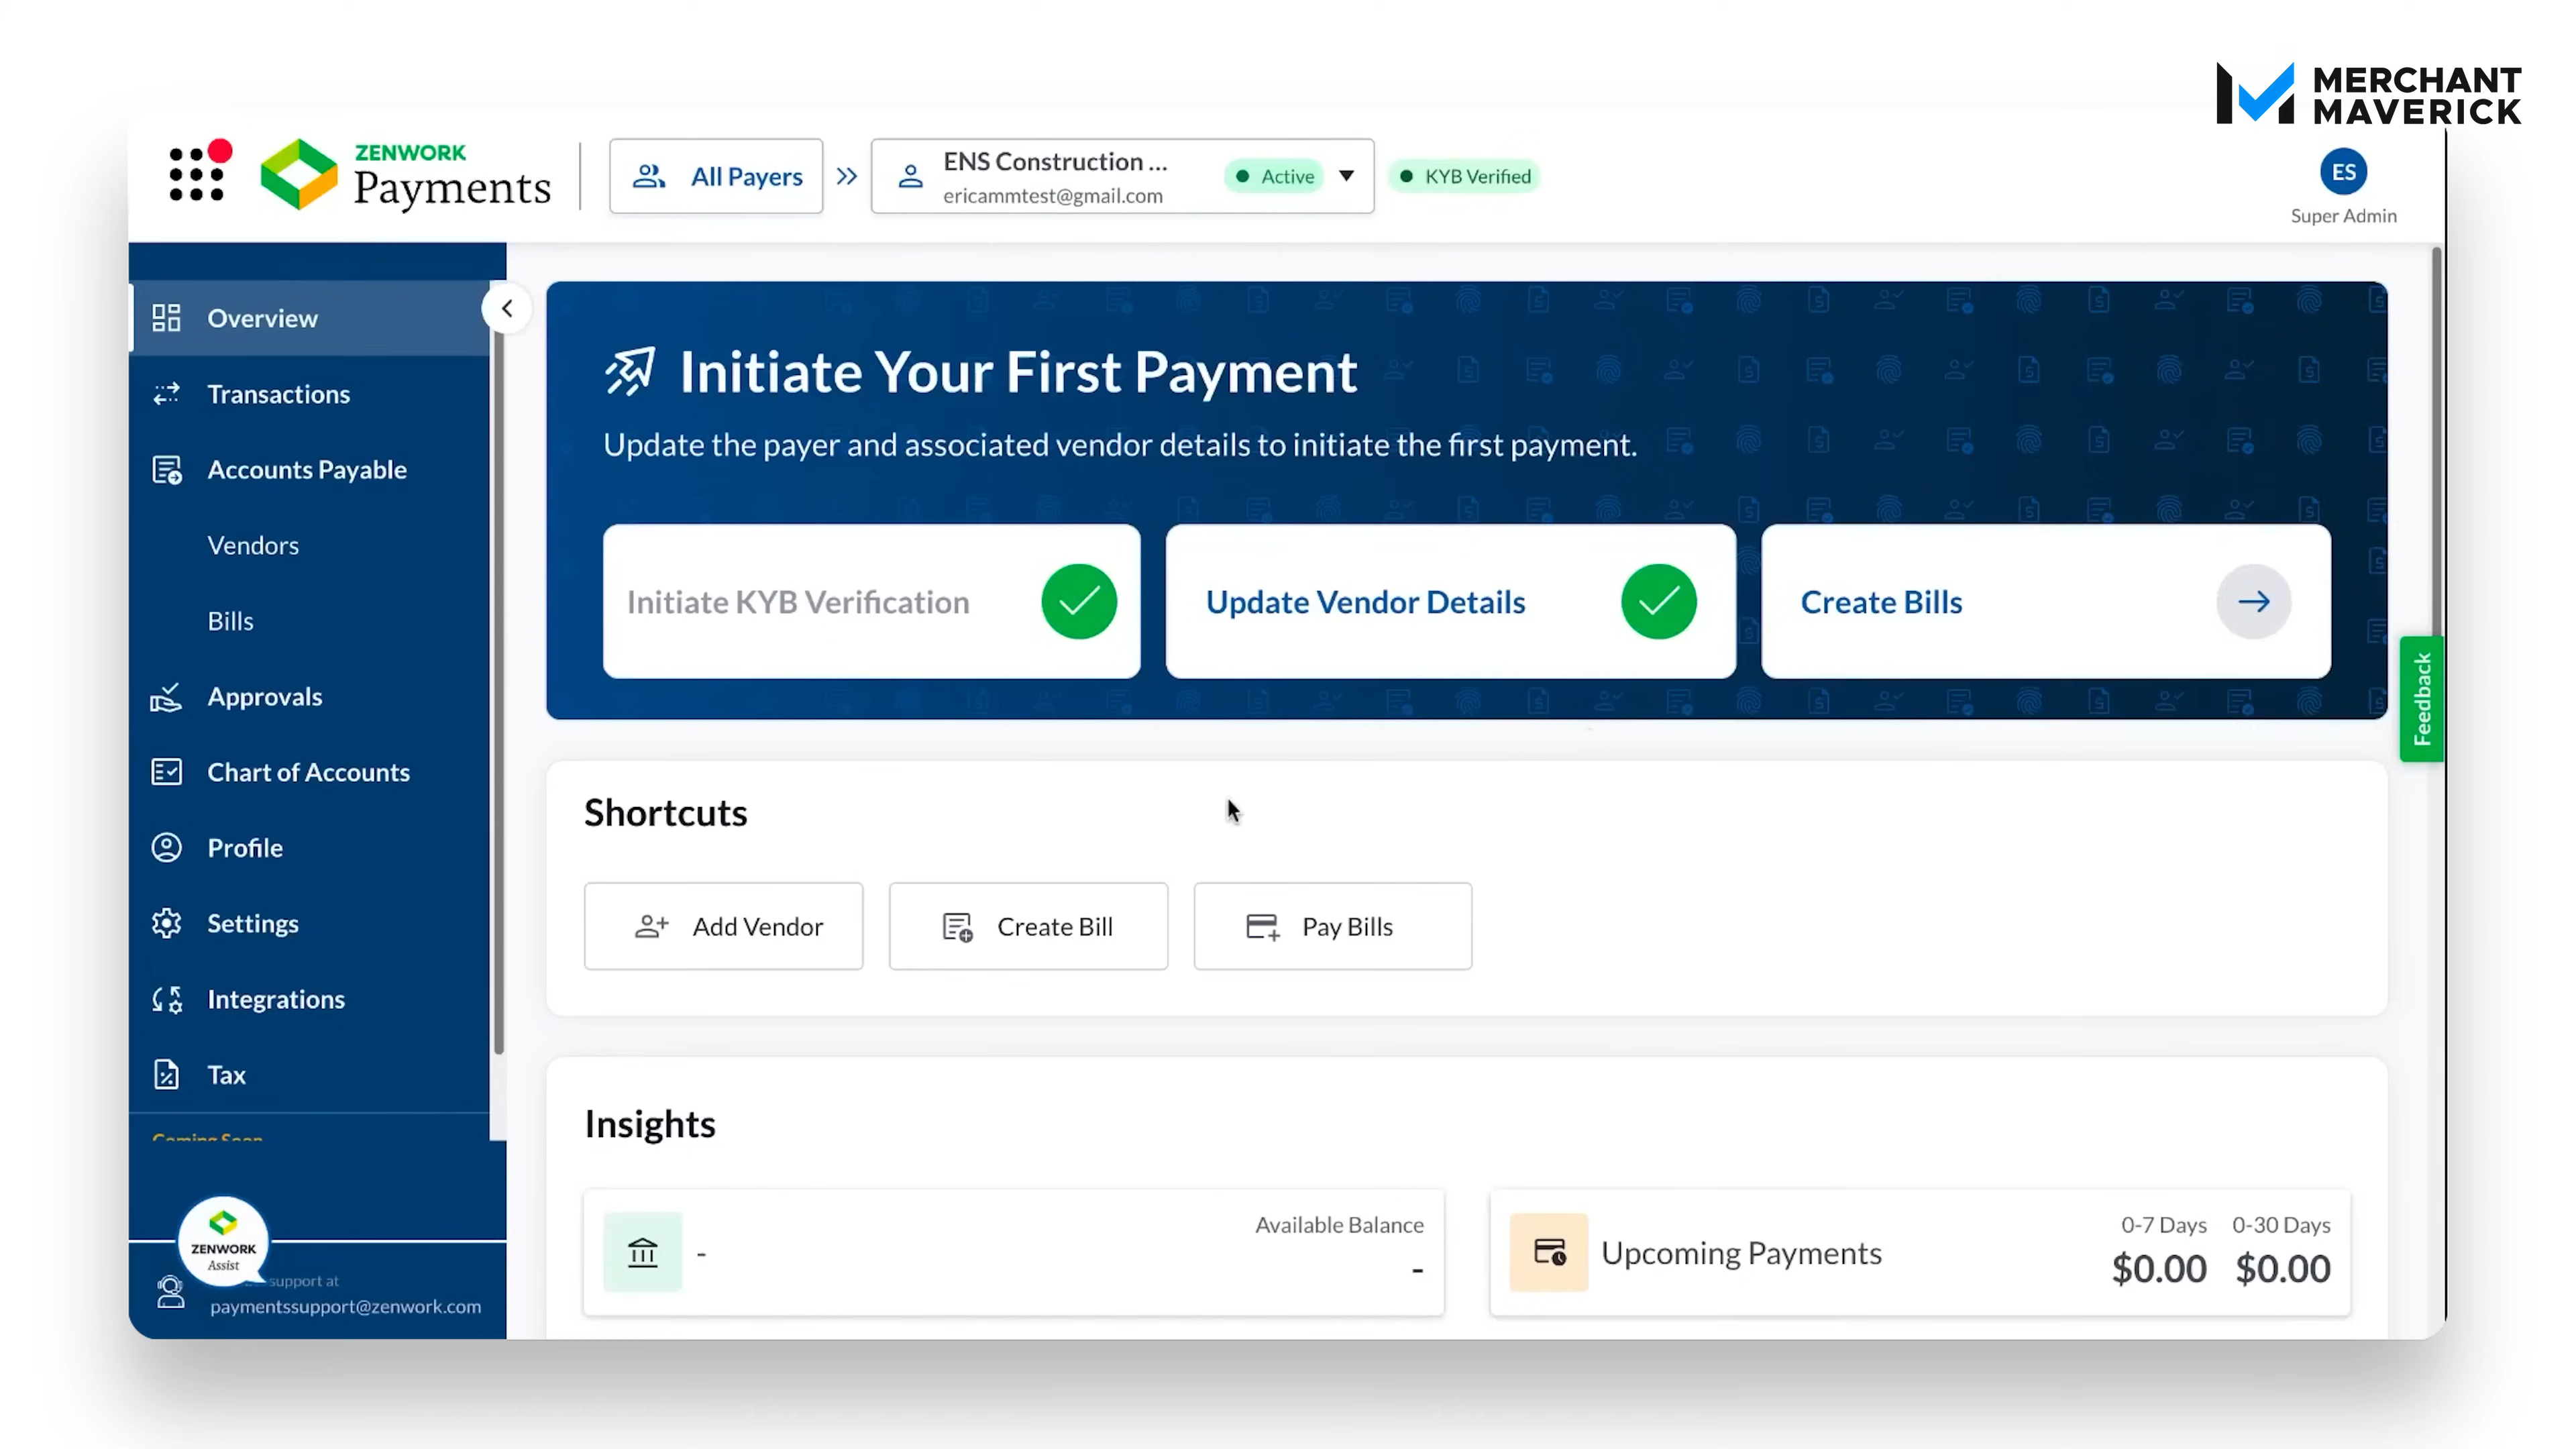 MERCHANT
MAVERICK
ZENWORK
Payments
All Payers
ENS Construction ...
ericammtest@gmail.com
Active
KYB Verified
ES
Super Admin
Overview
Transactions
Accounts Payable
Vendors
Bills
Approvals
Chart of Accounts
Profile
Settings
Integrations
Tax
Coming Soon
ZENWORK
Assist
support at
paymentssupport@zenwork.com
Initiate Your First Payment
Update the payer and associated vendor details to initiate the first payment.
Initiate KYB Verification
Update Vendor Details
Create Bills
Feedback
Shortcuts
Add Vendor
Create Bill
Pay Bills
Insights
-
Available Balance
-
Upcoming Payments
0-7 Days 0-30 Days
$0.00 $0.00